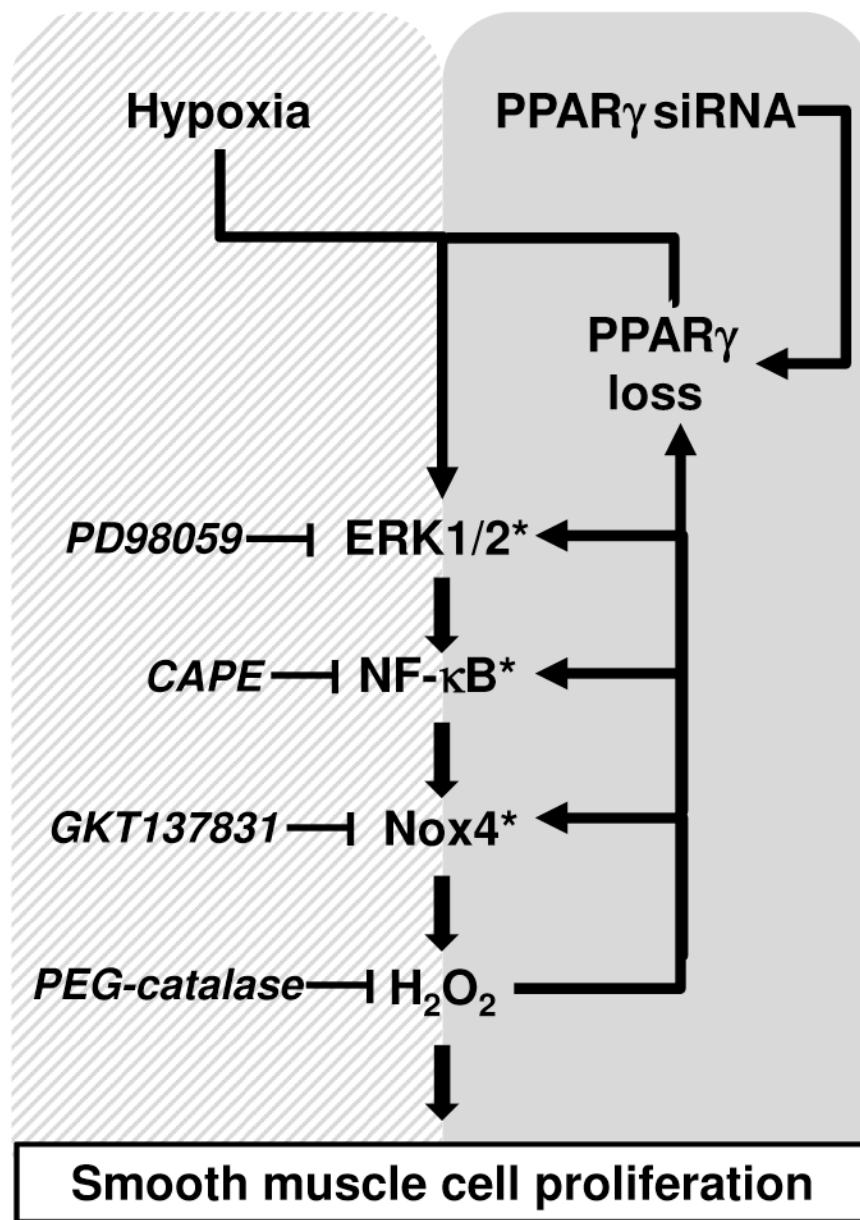 Hypoxia
PPARγ siRNA
PPARγ
loss
PD98059
ERK1/2*
CAPE
NF-κB*
GKT137831
Nox4*
PEG-catalase
H₂O₂
Smooth muscle cell proliferation